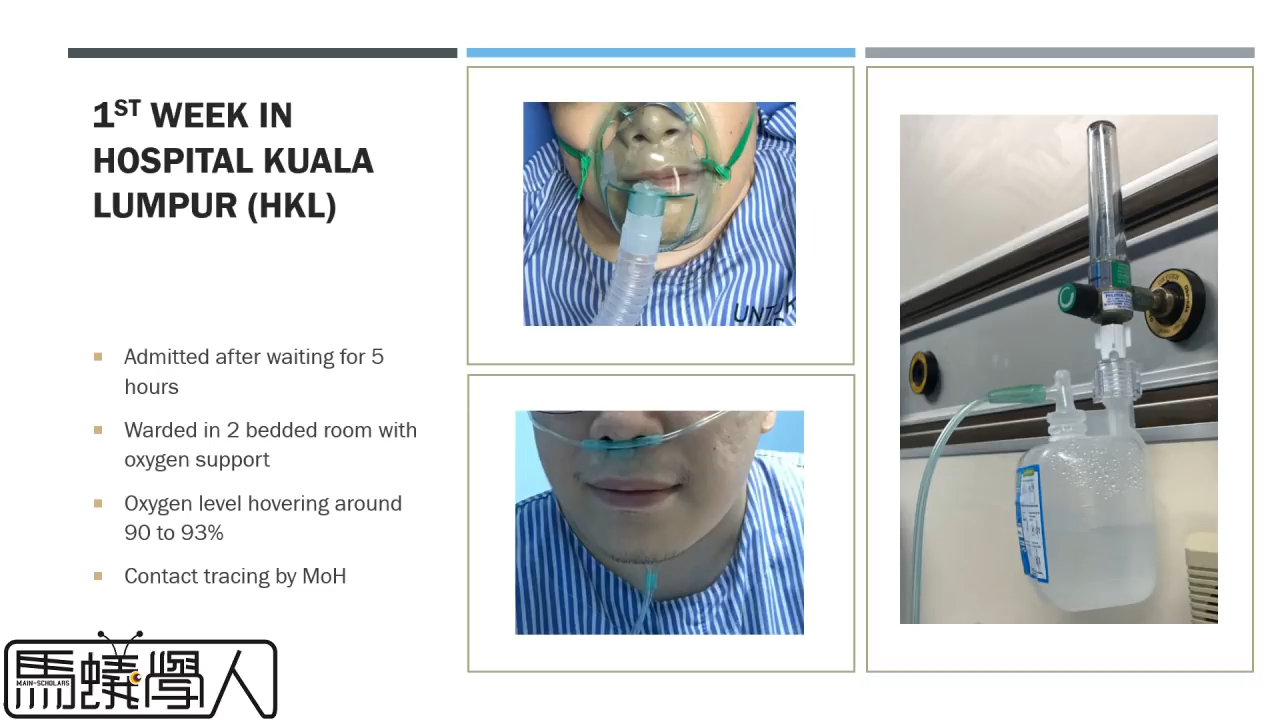 1ST WEEK IN
HOSPITAL KUALA
LUMPUR (HKL)
Admitted after waiting for 5
hours
Warded in 2 bedded room with
oxygen support
Oxygen level hovering around
90 to 93%
Contact tracing by MoH
馬蟻學人
MAIN-SCHOLARS